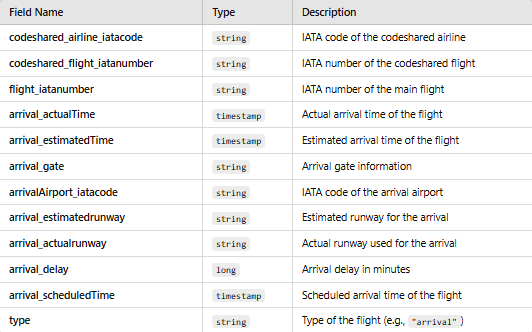 Field Name Type Description
codeshared_airline_iatacode string IATA code of the codeshared airline
codeshared_flight_iatanumber string IATA number of the codeshared flight
flight_iatanumber string IATA number of the main flight
arrival_actualTime timestamp Actual arrival time of the flight
arrival_estimatedTime timestamp Estimated arrival time of the flight
arrival_gate string Arrival gate information
arrivalAirport_iatacode string IATA code of the arrival airport
arrival_estimatedrunway string Estimated runway for the arrival
arrival_actualrunway string Actual runway used for the arrival
arrival_delay long Arrival delay in minutes
arrival_scheduledTime timestamp Scheduled arrival time of the flight
type string Type of the flight (e.g., "arrival" )